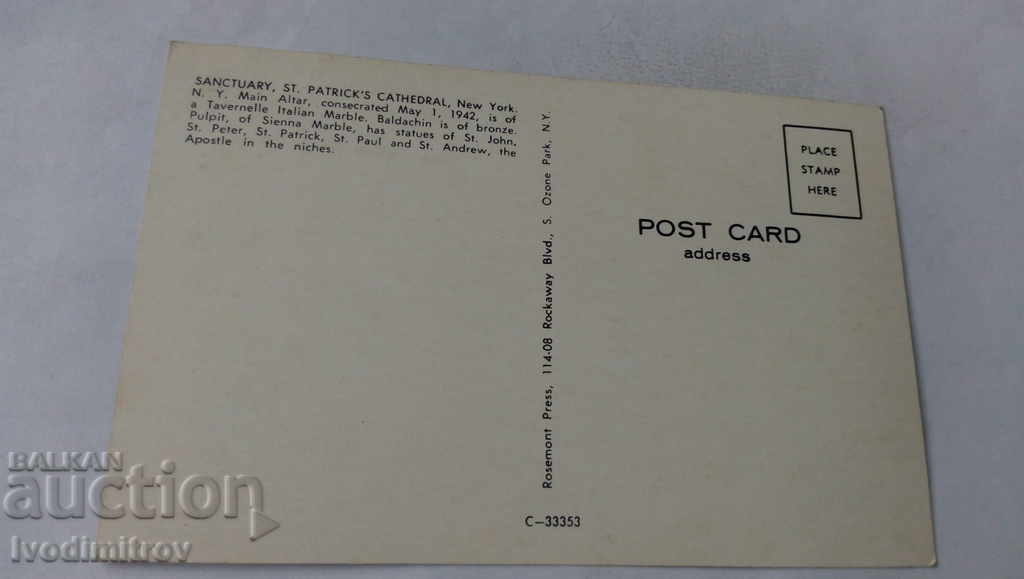 SANCTUARY, ST. PATRICK'S CATHEDRAL, New York.
N. Y. Main Altar, consecrated May 1, 1942, is of
a Tavernelle Italian Marble. Baldachin is of bronze.
Pulpit, of Sienna Marble, has statues of St. John,
St. Peter, St. Patrick, St. Paul and St. Andrew, the
Apostle in the niches.
Rosemont Press, 114-08 Rockaway Blvd., S. Ozone Park, N.Y.
C-33353
PLACE
STAMP
HERE
POST CARD
address
BALKAN
auction
Ivodimitrov